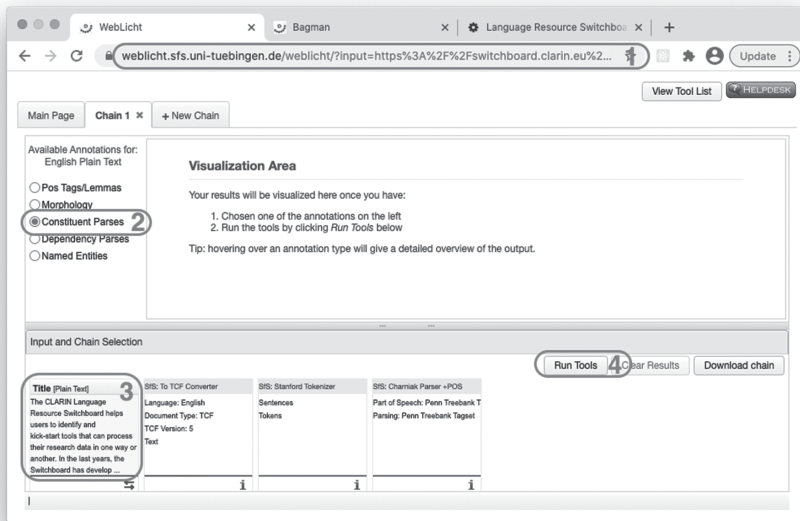 WebLicht
Bagman
Language Resource Switchboa
weblicht.sfs.uni-tuebingen.de/weblicht/?input=https%3A%2F%2Fswitchboard.clarin.eu%2...
1
Update
View Tool List
HELPDESK
Main Page
Chain 1
+ New Chain
Available Annotations for:
English Plain Text
Pos Tags/Lemmas
Morphology
Constituent Parses 2
Dependency Parses
Named Entities
Visualization Area
Your results will be visualized here once you have:
1. Chosen one of the annotations on the left
2. Run the tools by clicking Run Tools below
Tip: hovering over an annotation type will give a detailed overview of the output.
Input and Chain Selection
Run Tools 4 Clear Results Download chain
Title [Plain Text] 3
The CLARIN Language
Resource Switchboard helps
users to identify and
kick-start tools that can process
their research data in one way or
another. In the last years, the
Switchboard has develop ...
SfS: To TCF Converter
Language: English
Document Type: TCF
TCF Version: 5
Text
i
SfS: Stanford Tokenizer
Sentences
Tokens
i
SfS: Charniak Parser +POS
Part of Speech: Penn Treebank T
Parsing: Penn Treebank Tagset
i